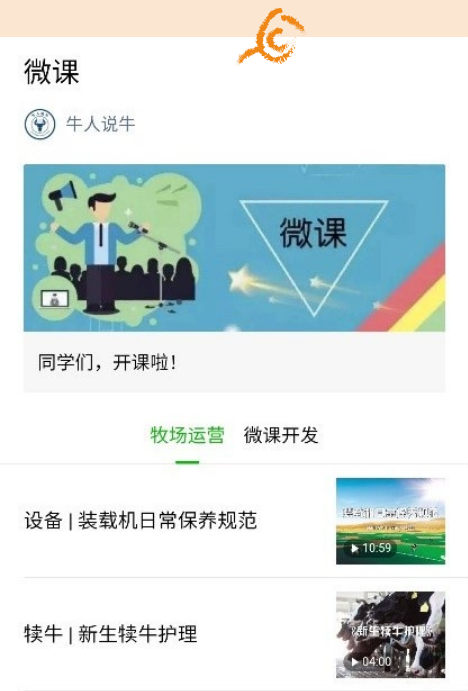 微课
牛人说牛
微课
同学们，开课啦！
牧场运营 微课开发
设备 | 装载机日常保养规范
10:59
犊牛 | 新生犊牛护理
新生犊牛护理
04:00